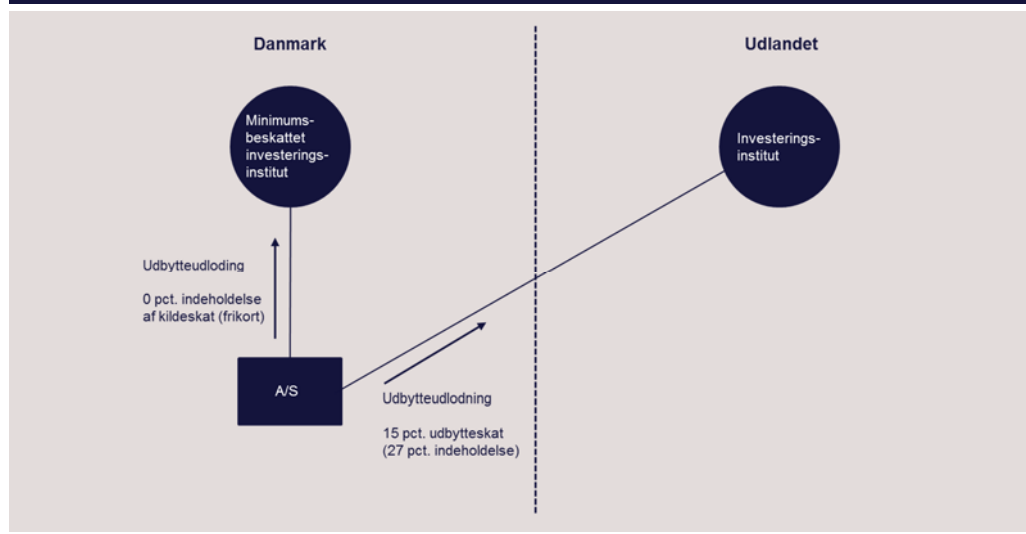 Danmark
Udlandet
Minimums-
beskattet
investerings-
institut
Investerings-
institut
Udbytteudloding
0 pct. indeholdelse
af kildeskat (frikort)
A/S
Udbytteudlodning
15 pct. udbytteskat
(27 pct. indeholdelse)